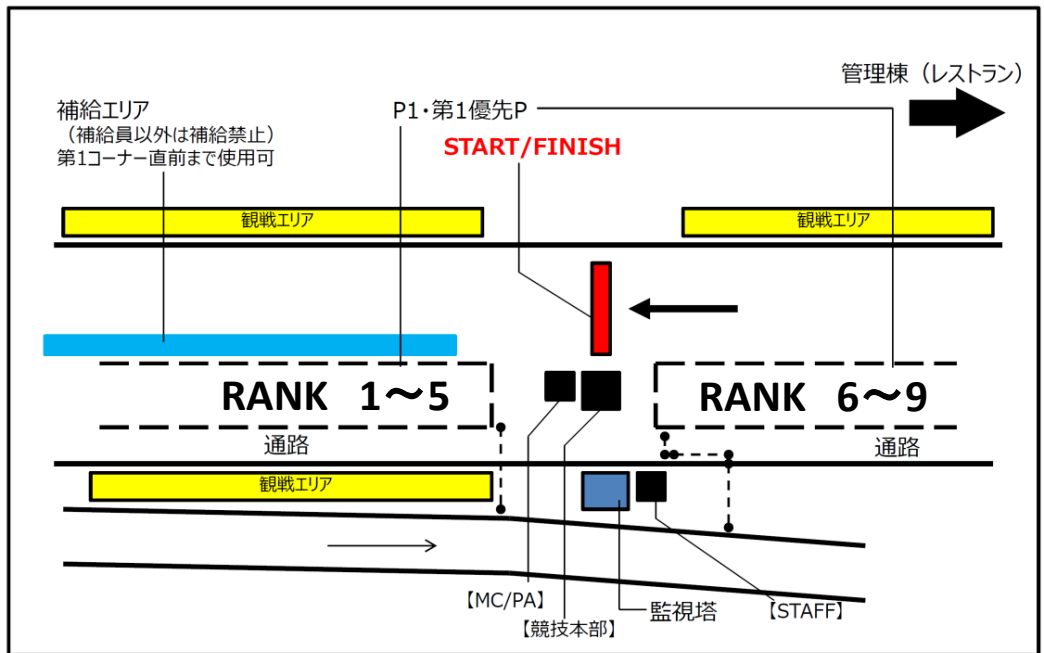 管理棟（レストラン）
補給エリア
（補給員以外は補給禁止）
第1コーナー直前まで使用可
P1・第1優先P
START/FINISH
観戦エリア
観戦エリア
RANK 1～5
RANK 6～9
通路
通路
観戦エリア
【MC/PA】
【競技本部】
監視塔
【STAFF】